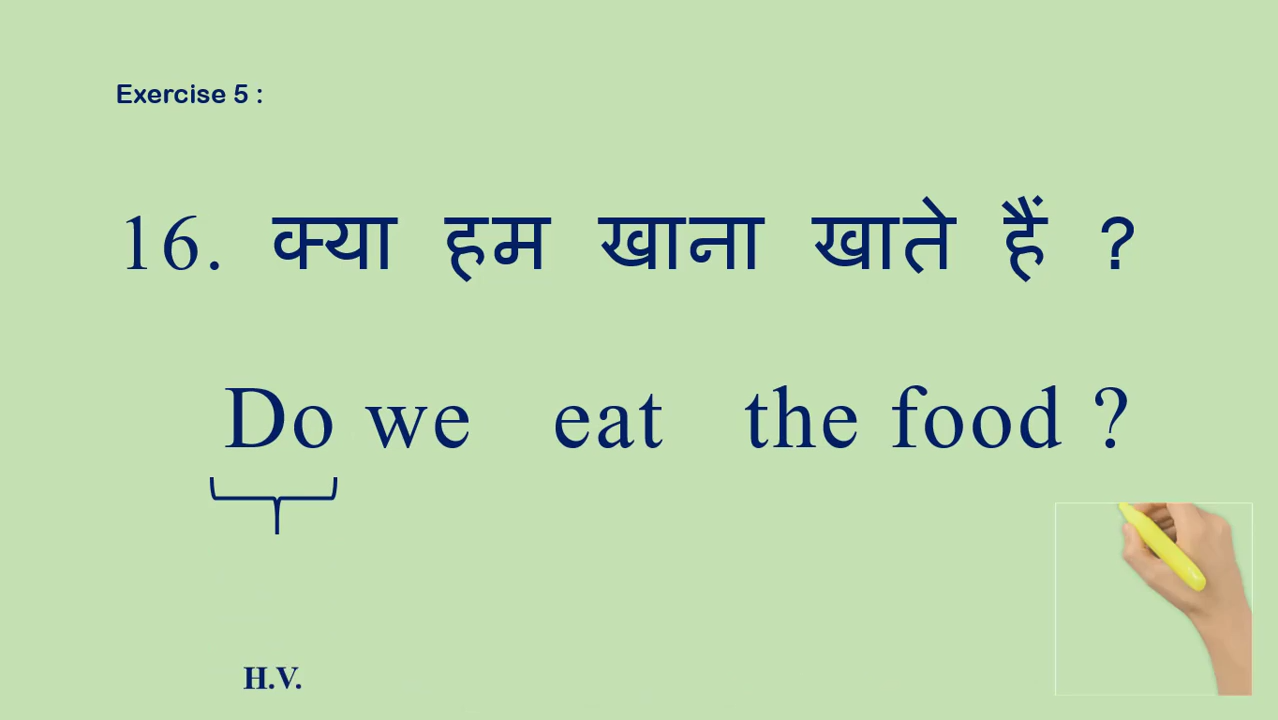 Exercise 5 :
16. क्या हम खाना खाते हैं ?
Do we eat the food ?
H.V.